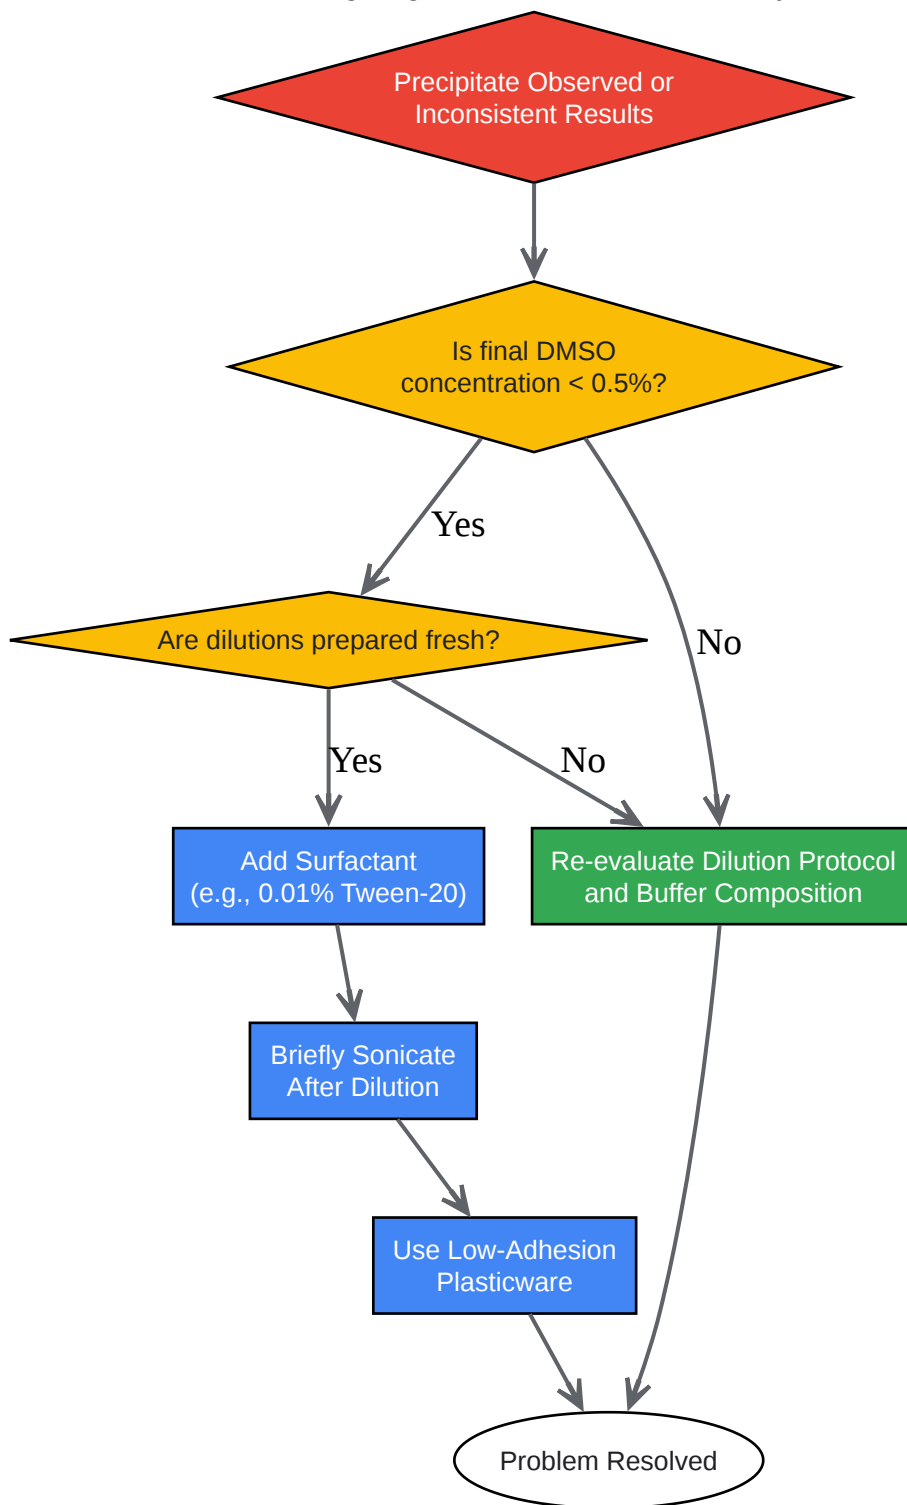 Precipitate Observed or
Inconsistent Results
Is final DMSO
concentration < 0.5%?
Yes
No
Are dilutions prepared fresh?
Yes
No
Add Surfactant
(e.g., 0.01% Tween-20)
Re-evaluate Dilution Protocol
and Buffer Composition
Briefly Sonicate
After Dilution
Use Low-Adhesion
Plasticware
Problem Resolved